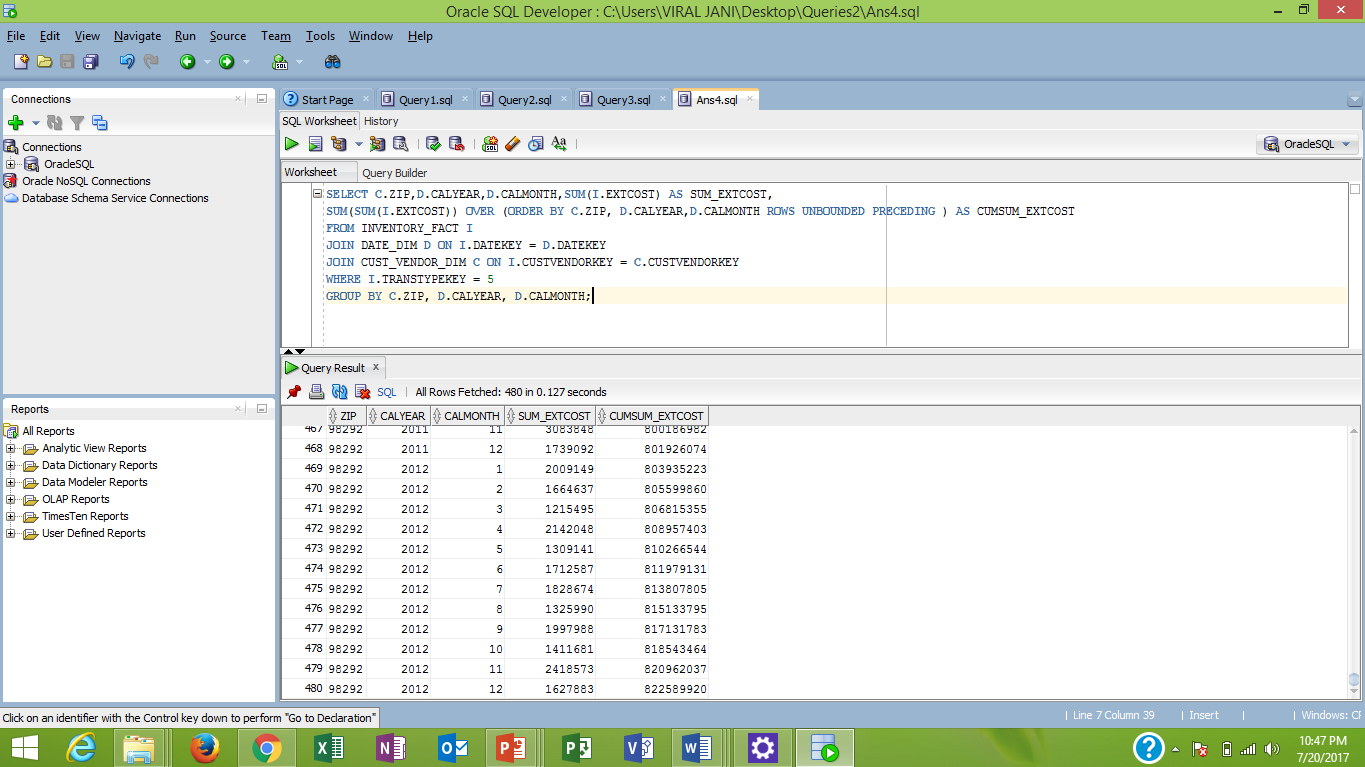 Oracle SQL Developer : C:\Users\VIRAL JANI\Desktop\Queries2\Ans4.sql
File Edit View Navigate Run Source Team Tools Window Help
Connections
Connections
OracleSQL
Oracle NoSQL Connections
Database Schema Service Connections
Reports
All Reports
Analytic View Reports
Data Dictionary Reports
Data Modeler Reports
OLAP Reports
TimesTen Reports
User Defined Reports
Start Page Query1.sql Query2.sql Query3.sql Ans4.sql
SQL Worksheet History
OracleSQL
Worksheet Query Builder
SELECT C.ZIP,D.CALYEAR,D.CALMONTH,SUM(I.EXTCOST) AS SUM_EXTCOST,
SUM(SUM(I.EXTCOST)) OVER (ORDER BY C.ZIP, D.CALYEAR,D.CALMONTH ROWS UNBOUNDED PRECEDING ) AS CUMSUM_EXTCOST
FROM INVENTORY_FACT I
JOIN DATE_DIM D ON I.DATEKEY = D.DATEKEY
JOIN CUST_VENDOR_DIM C ON I.CUSTVENDORKEY = C.CUSTVENDORKEY
WHERE I.TRANSTYPEKEY = 5
GROUP BY C.ZIP, D.CALYEAR, D.CALMONTH;
Query Result
SQL All Rows Fetched: 480 in 0.127 seconds
ZIP CALYEAR CALMONTH SUM_EXTCOST CUMSUM_EXTCOST
467 98292 2011 11 3083848 800186982
468 98292 2011 12 1739092 801926074
469 98292 2012 1 2009149 803935223
470 98292 2012 2 1664637 805599860
471 98292 2012 3 1215495 806815355
472 98292 2012 4 2142048 808957403
473 98292 2012 5 1309141 810266544
474 98292 2012 6 1712587 811979131
475 98292 2012 7 1828674 813807805
476 98292 2012 8 1325990 815133795
477 98292 2012 9 1997988 817131783
478 98292 2012 10 1411681 818543464
479 98292 2012 11 2418573 820962037
480 98292 2012 12 1627883 822589920
Click on an identifier with the Control key down to perform "Go to Declaration"
Line 7 Column 39 Insert Windows: CF
10:47 PM
7/20/2017